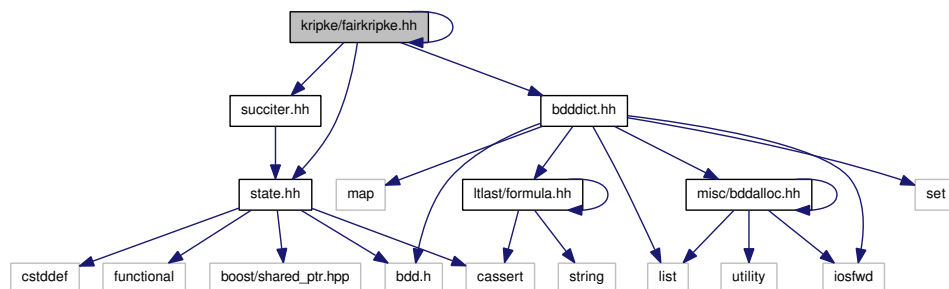 kripke/fairkripke.hh
succiter.hh
bdddict.hh
state.hh
map
ltlast/formula.hh
misc/bddalloc.hh
set
cstddef
functional
boost/shared_ptr.hpp
bdd.h
cassert
string
list
utility
iosfwd